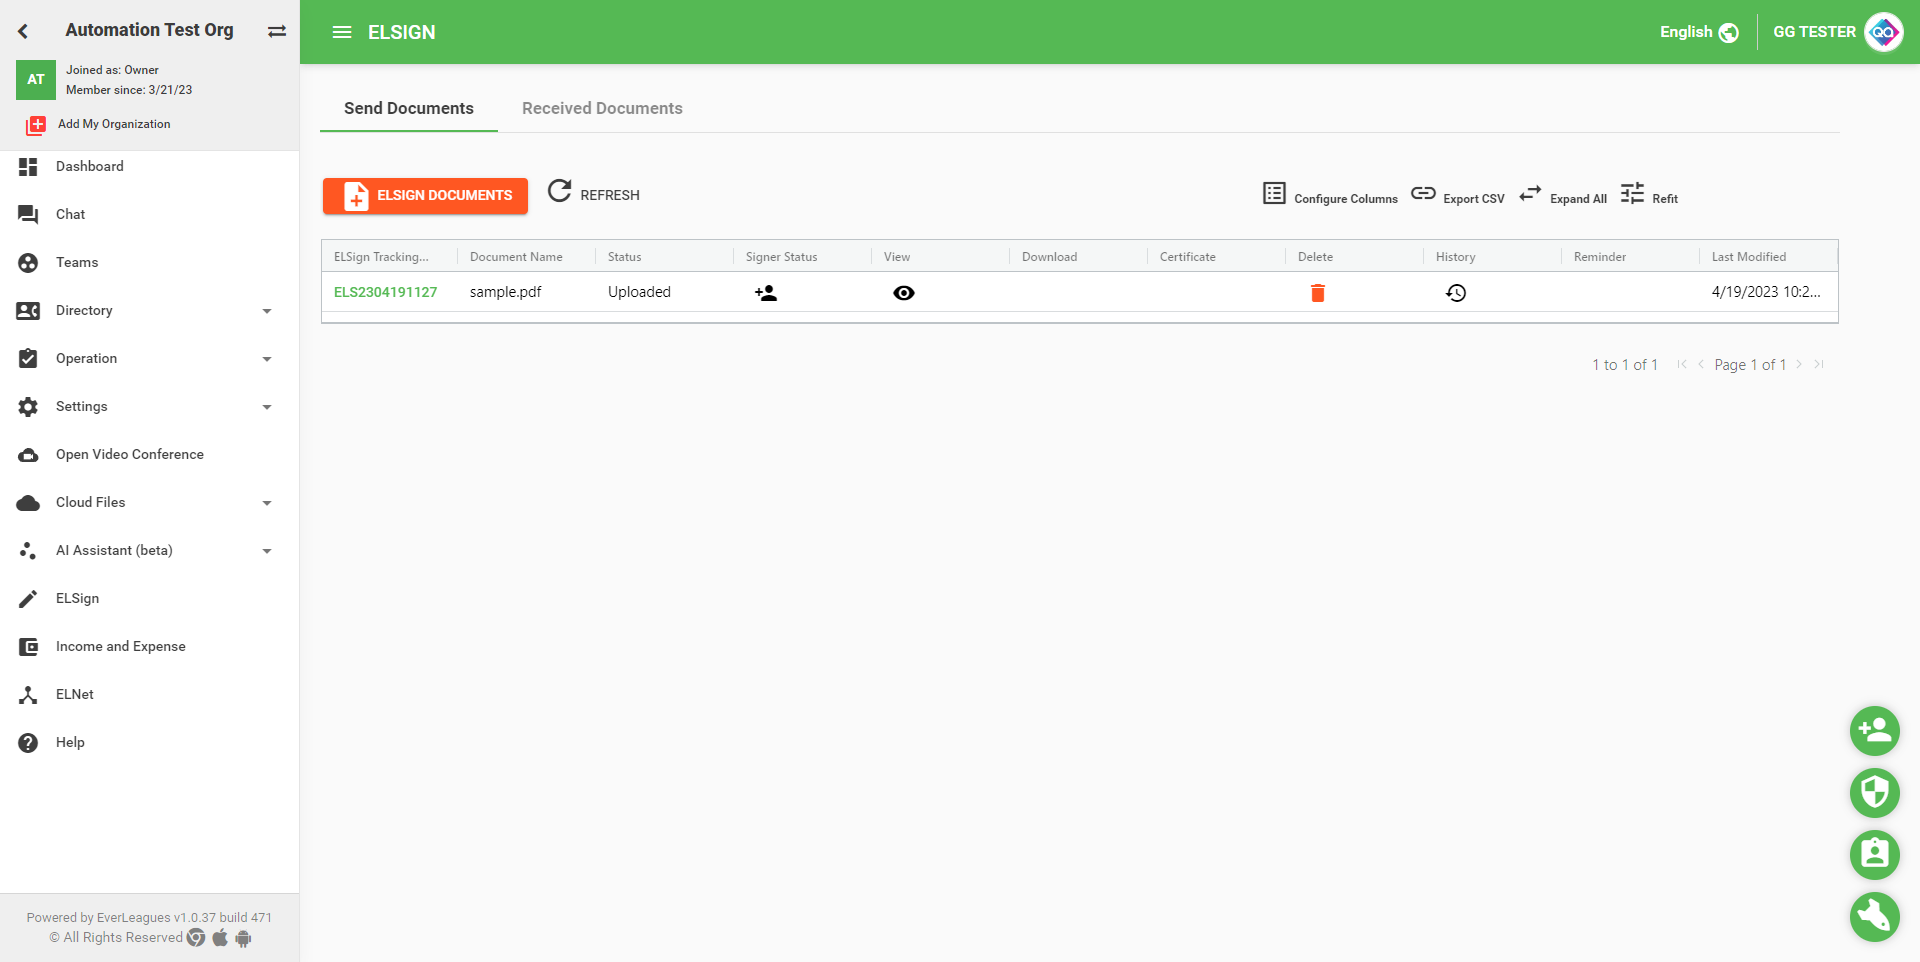 Automation Test Org
AT
Joined as: Owner
Member since: 3/21/23
Add My Organization
Dashboard
Chat
Teams
Directory
Operation
Settings
Open Video Conference
Cloud Files
AI Assistant (beta)
ELSign
Income and Expense
ELNet
Help
Powered by EverLeagues v1.0.37 build 471
© All Rights Reserved
ELSIGN
English
GG TESTER
QA
Send Documents
Received Documents
ELSIGN DOCUMENTS
REFRESH
Configure Columns
Export CSV
Expand All
Refit
ELSign Tracking... Document Name Status Signer Status View Download Certificate Delete History Reminder Last Modified
ELS2304191127 sample.pdf Uploaded 4/19/2023 10:2...
1 to 1 of 1 Page 1 of 1